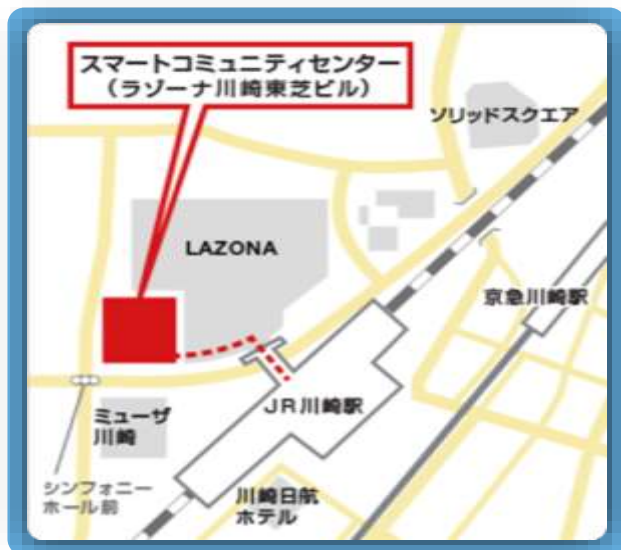 スマートコミュニティセンター
(ラゾーナ川崎東芝ビル)
ソリッドスクエア
LAZONA
京急川崎駅
JR川崎駅
ミューザ
川崎
シンフォニー
ホール前
川崎日航
ホテル